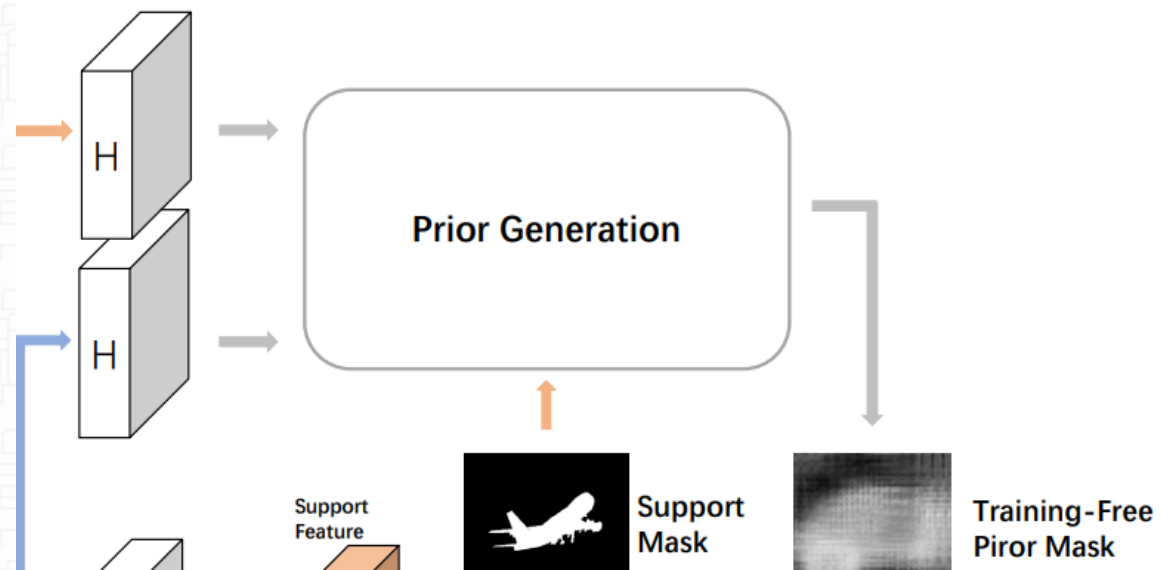 H
Prior Generation
H
Support
Feature
Support
Mask
Training-Free
Piror Mask